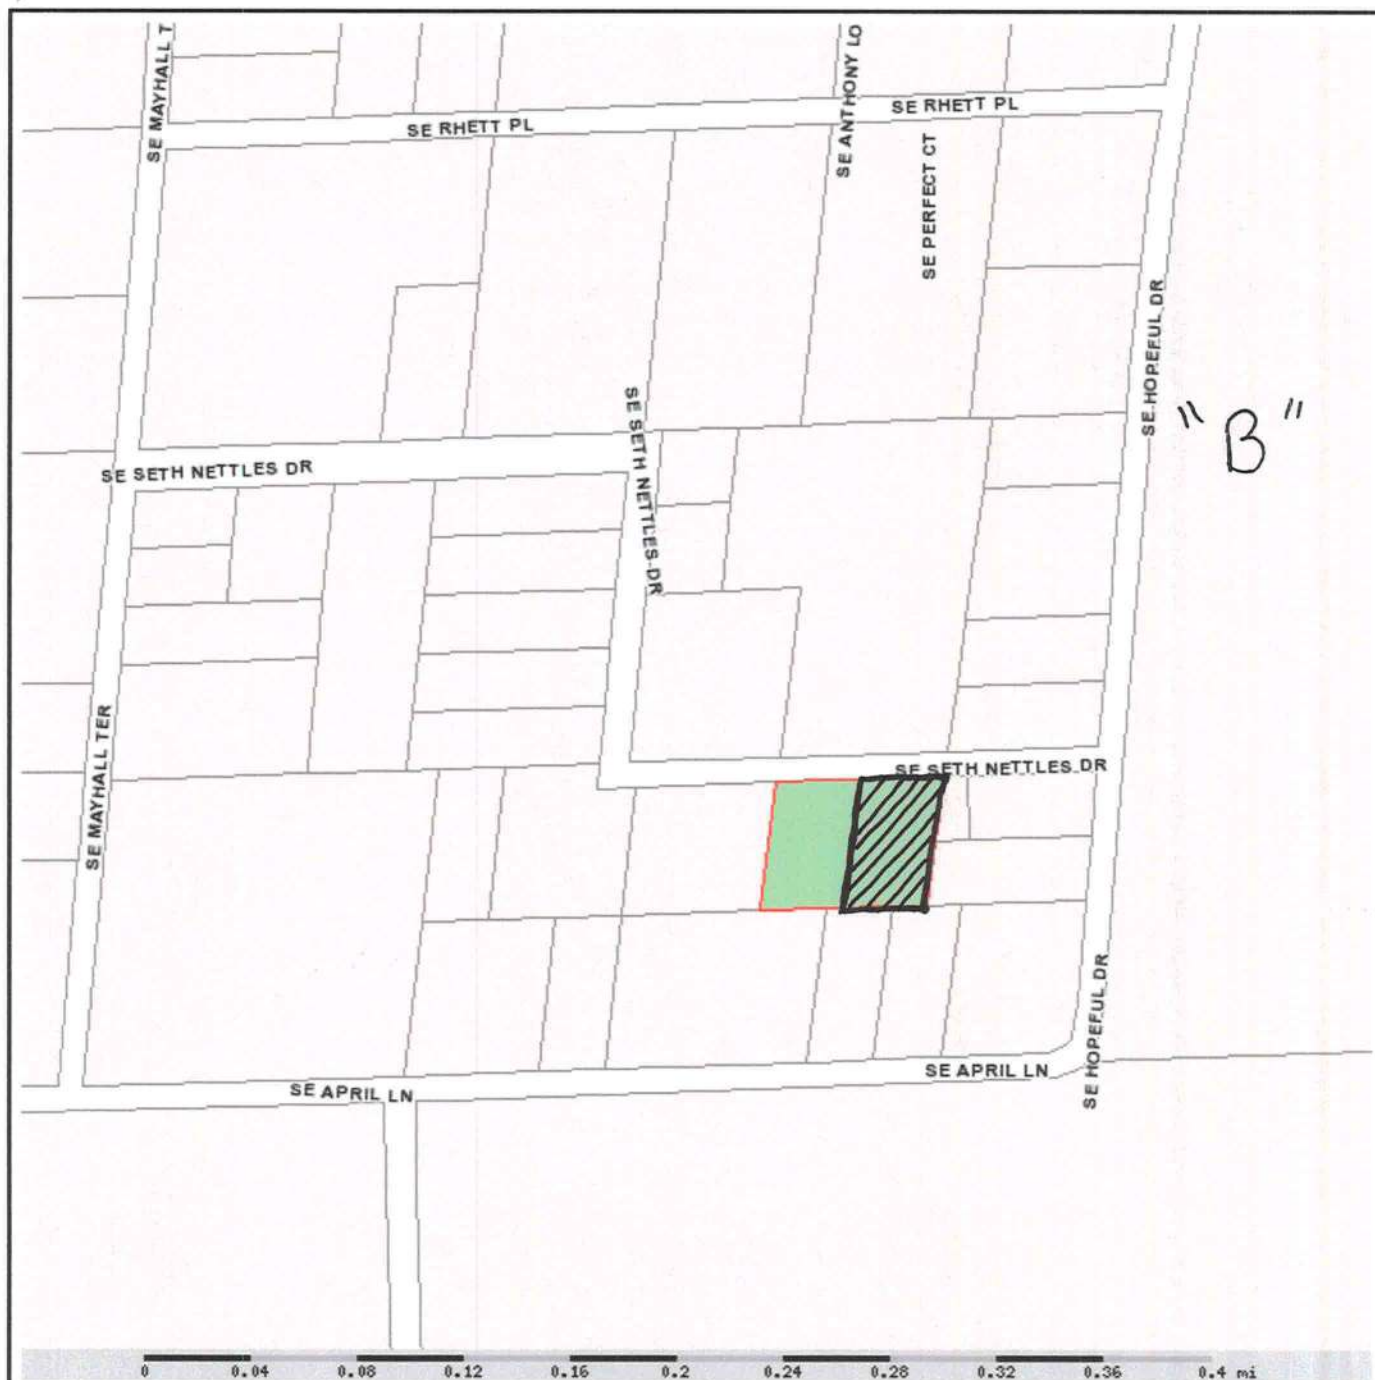 SE MAYHALL T
SE ANTHONY LO
SE RHETT PL
SE RHETT PL
SE PERFECT CT
SE HOPEFUL DR
"B"
SE SETH NETTLES DR
SE SETH NETTLES DR
SE MAYHALL TER
SE SETH NETTLES DR
SE HOPEFUL DR
SE APRIL LN
SE APRIL LN
0 0.04 0.08 0.12 0.16 0.2 0.24 0.28 0.32 0.36 0.4 mi